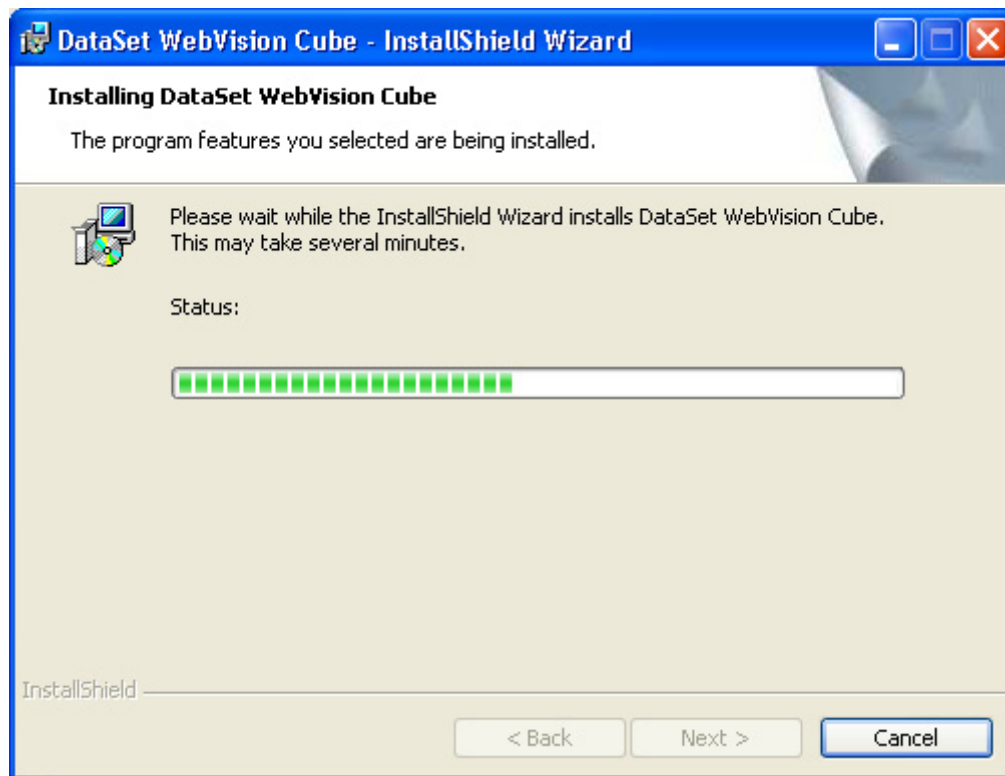 DataSet WebVision Cube - InstallShield Wizard
Installing DataSet WebVision Cube
The program features you selected are being installed.
Please wait while the InstallShield Wizard installs DataSet WebVision Cube.
This may take several minutes.
Status:
InstallShield
< Back
Next >
Cancel